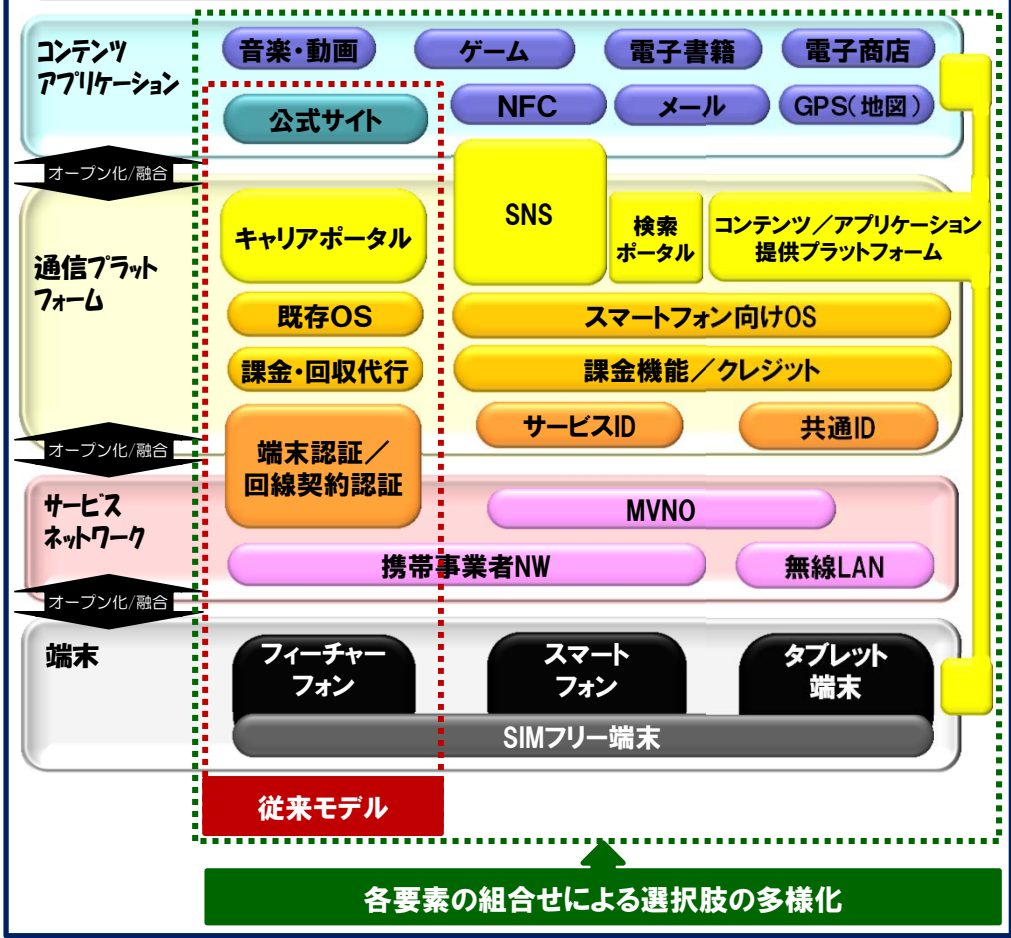 コンテンツ
アプリケーション
音楽・動画
ゲーム
電子書籍
電子商店
公式サイト
NFC
メール
GPS(地図)
オープン化/融合
通信プラット
フォーム
キャリアポータル
SNS
検索
ポータル
コンテンツ／アプリケーション
提供プラットフォーム
既存OS
スマートフォン向けOS
課金・回収代行
課金機能／クレジット
サービスID
共通ID
オープン化/融合
端末認証／
回線契約認証
サービス
ネットワーク
MVNO
携帯事業者NW
無線LAN
オープン化/融合
端末
フィーチャー
フォン
スマート
フォン
タブレット
端末
SIMフリー端末
従来モデル
各要素の組合せによる選択肢の多様化